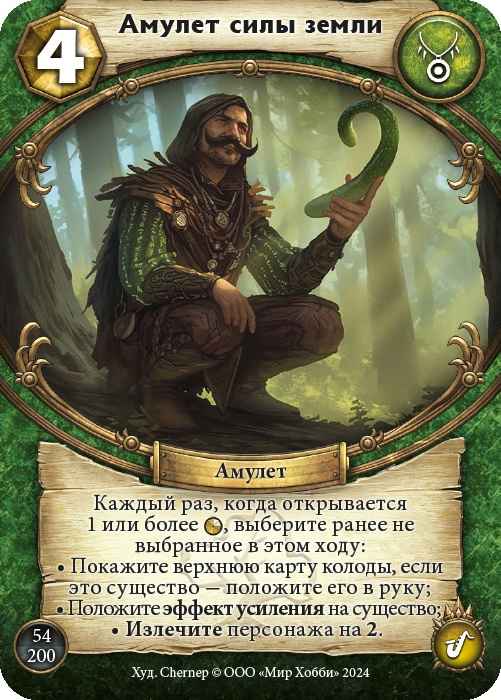 4
Амулет силы земли
Амулет
Каждый раз, когда открывается
1 или более , выберите ранее не
выбранное в этом ходу:
• Покажите верхнюю карту колоды, если
это существо — положите его в руку;
• Положите эффект усиления на существо;
• Излечите персонажа на 2.
54
200
Худ. Chernep © ООО «Мир Хобби» 2024